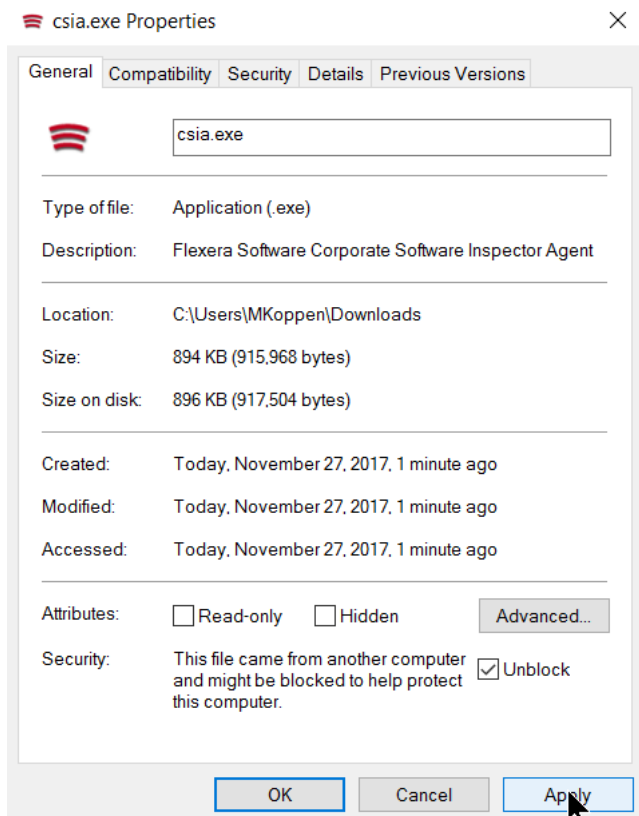 csia.exe Properties
General Compatibility Security Details Previous Versions
csia.exe
Type of file: Application (.exe)
Description: Flexera Software Corporate Software Inspector Agent
Location: C:\Users\MKoppen\Downloads
Size: 894 KB (915,968 bytes)
Size on disk: 896 KB (917,504 bytes)
Created: Today, November 27, 2017, 1 minute ago
Modified: Today, November 27, 2017, 1 minute ago
Accessed: Today, November 27, 2017, 1 minute ago
Attributes: Read-only Hidden Advanced...
Security: This file came from another computer
and might be blocked to help protect
this computer.
Unblock
OK Cancel Apply